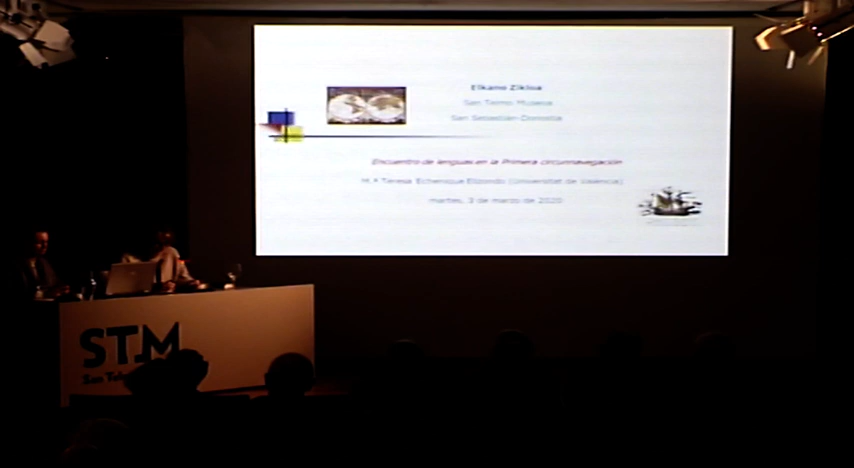 Elkano Zikloa
San Telmo Museoa
San Sebastián-Donostia
Encuentro de lenguas en la Primera circunnavegación
M.ª Teresa Echenique Elizondo (Universitat de València)
martes, 3 de marzo de 2020
STM
San